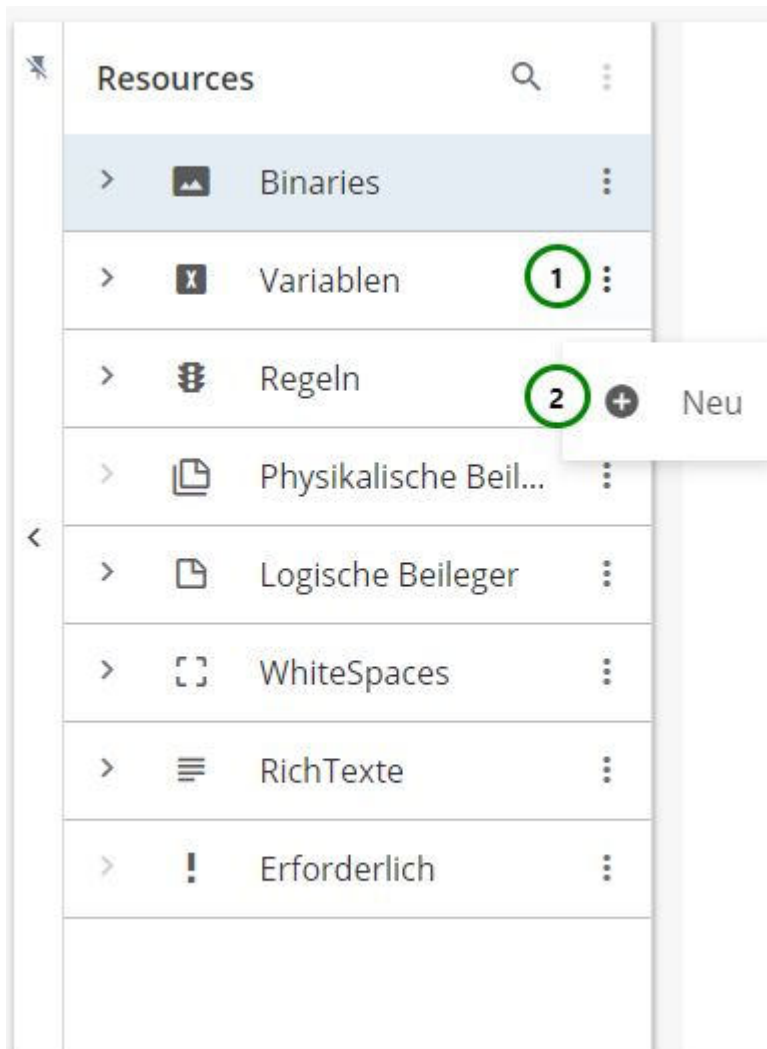 Resources
Binaries
Variablen 1
Regeln
2 Neu
Physikalische Beil...
Logische Beileger
WhiteSpaces
RichTexte
Erforderlich